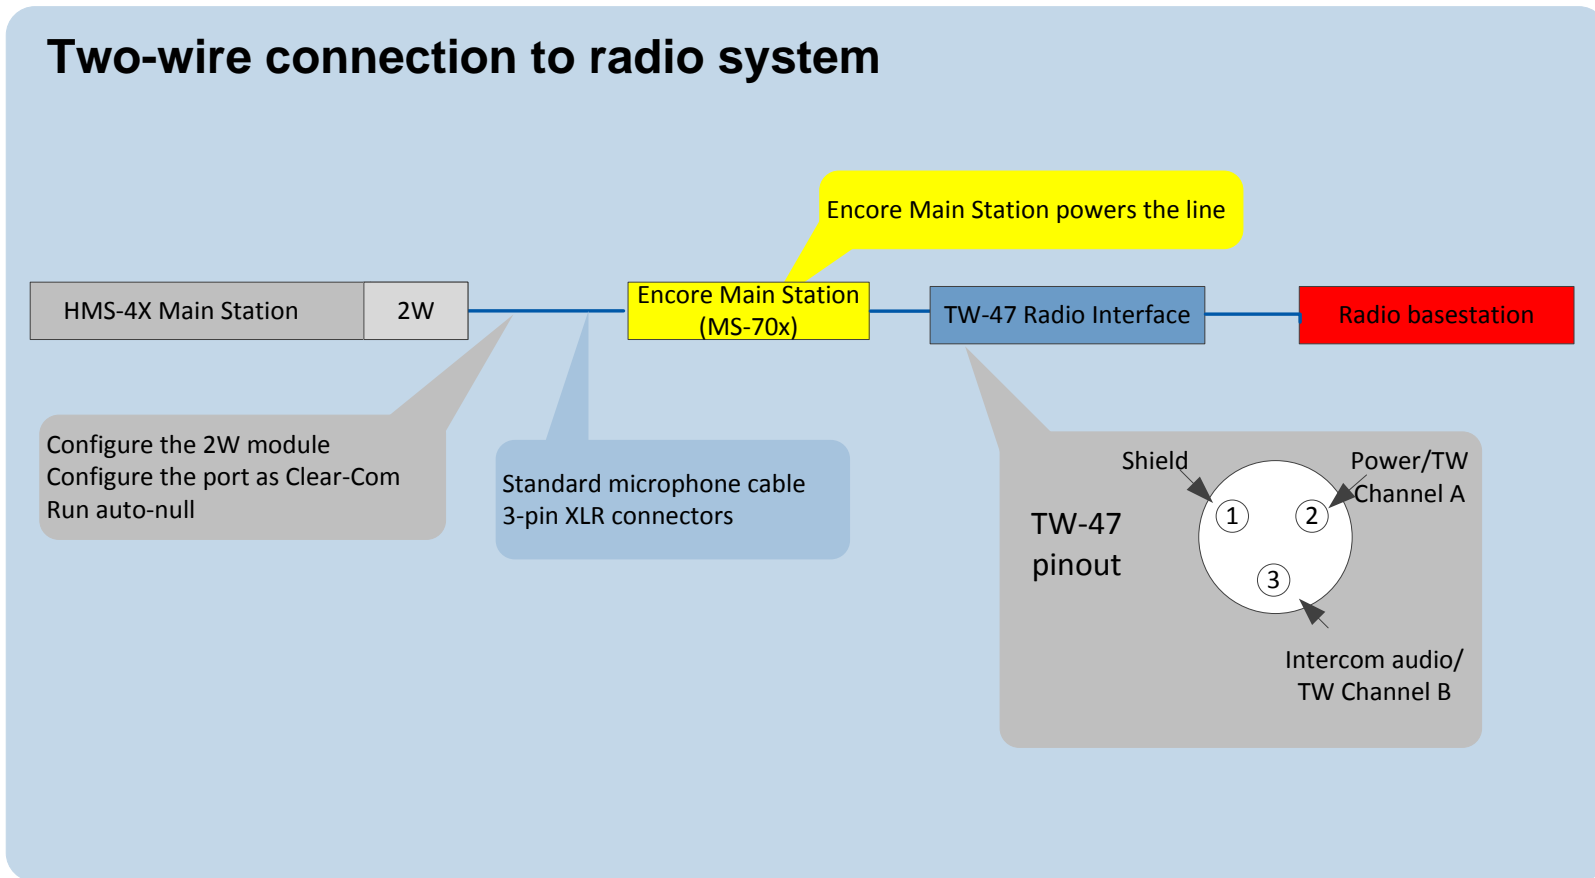 Two-wire connection to radio system
Encore Main Station powers the line
HMS-4X Main Station
2W
Encore Main Station
(MS-70x)
TW-47 Radio Interface
Radio basestation
Configure the 2W module
Configure the port as Clear-Com
Run auto-null
Standard microphone cable
3-pin XLR connectors
TW-47
pinout
Shield
Power/TW
Channel A
1
2
3
Intercom audio/
TW Channel B